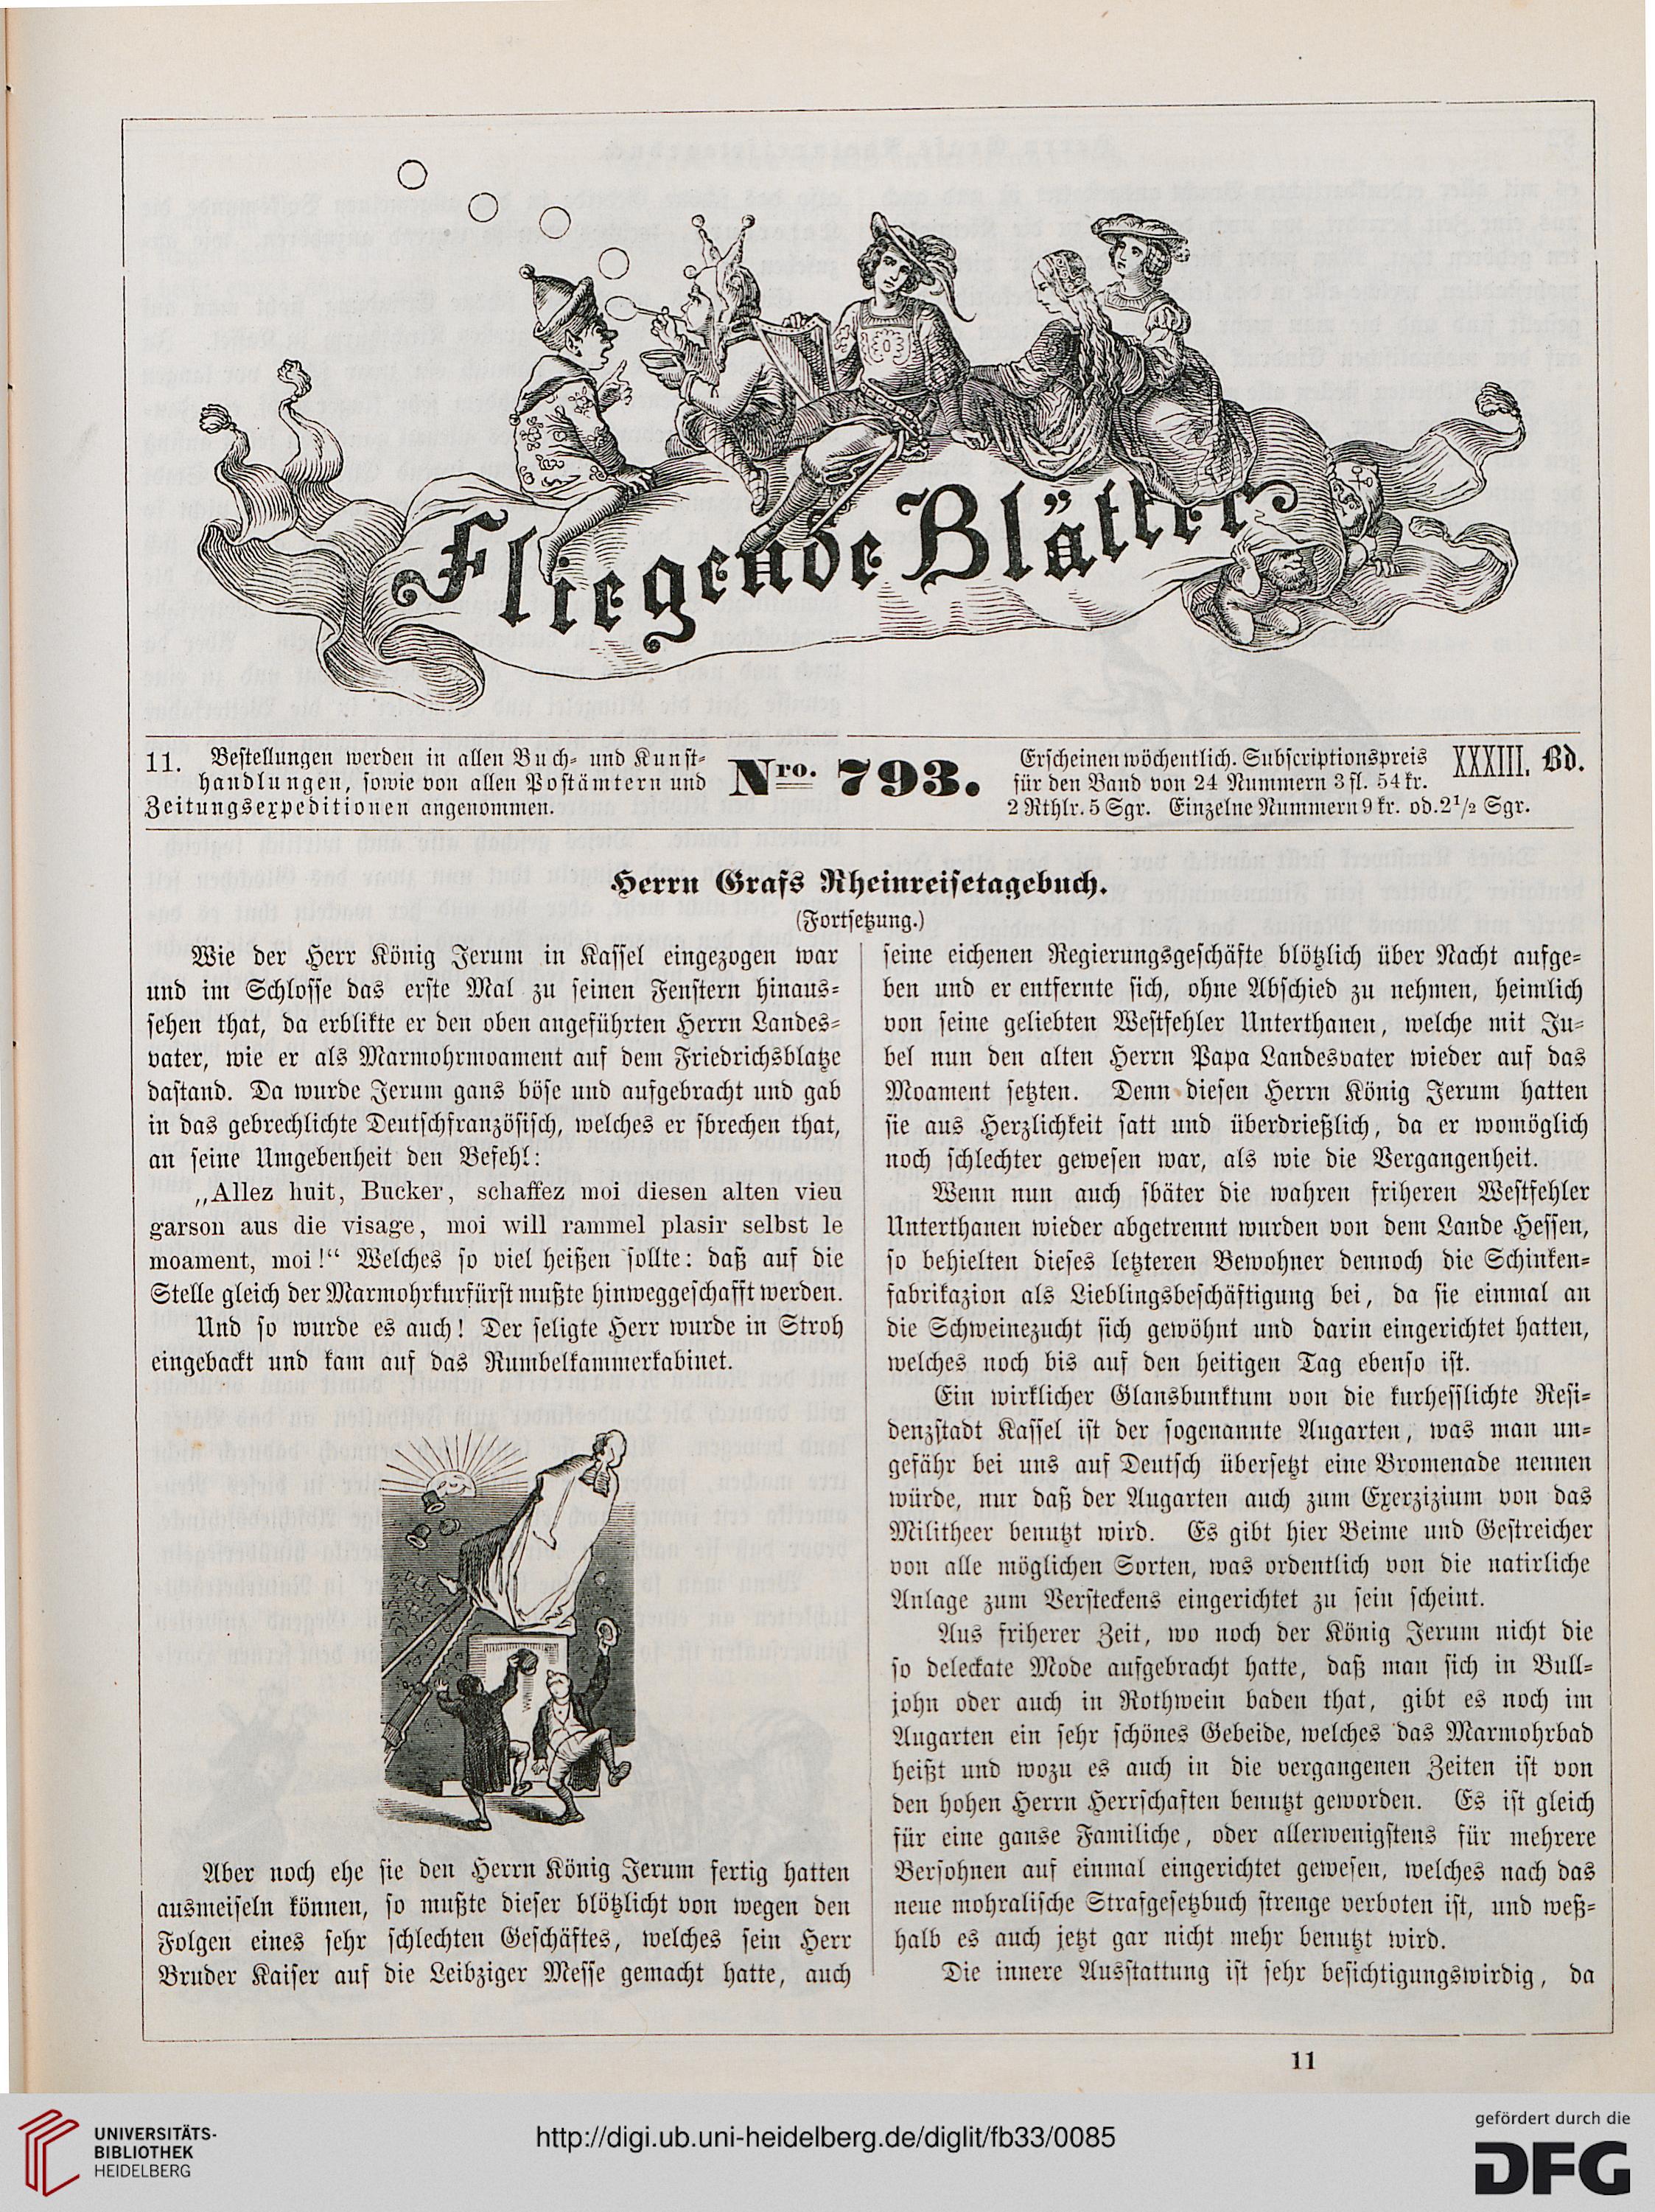 Fliegende Blätter
11. Bestellungen werden in allen Buch- und Kunst-
handlungen, sowie von allen Postämtern und
Zeitungsexpeditionen angenommen.
Nro. 793.
Erscheinen wöchentlich. Subscriptionspreis
für den Band von 24 Nummern 3 fl. 54 kr.
2 Rthlr. 5 Sgr. Einzelne Nummern 9 kr. od. 2½ Sgr.
XXXIII. Bd.
Herrn Grafs Rheinreisetagebuch.
(Fortsetzung.)
Wie der Herr König Jerum in Kassel eingezogen war
und im Schlosse das erste Mal zu seinen Fenstern hinaus-
sehen that, da erblikte er den oben angeführten Herrn Landes-
vater, wie er als Marmohrmoament auf dem Friedrichsblatze
dastand. Da wurde Jerum gans böse und aufgebracht und gab
in das gebrechlichte Deutschfranzösisch, welches er sbrechen that,
an seine Umgebenheit den Befehl:
„Allez huit, Bucker, schaffez moi diesen alten vieu
garson aus die visage, moi will rammel plasir selbst le
moament, moi!“ Welches so viel heißen sollte: daß auf die
Stelle gleich der Marmohrkurfürst mußte hinweggeschafft werden.
Und so wurde es auch! Der seligte Herr wurde in Stroh
eingebackt und kam auf das Rumbelkammerkabinet.
Aber noch ehe sie den Herrn König Jerum fertig hatten
ausmeiseln können, so mußte dieser blötzlicht von wegen den
Folgen eines sehr schlechten Geschäftes, welches sein Herr
Bruder Kaiser auf die Leibziger Messe gemacht hatte, auch
seine eichenen Regierungsgeschäfte blötzlich über Nacht aufge-
ben und er entfernte sich, ohne Abschied zu nehmen, heimlich
von seine geliebten Westfehler Unterthanen, welche mit Ju-
bel nun den alten Herrn Papa Landesvater wieder auf das
Moament setzten. Denn diesen Herrn König Jerum hatten
sie aus Herzlichkeit satt und überdrießlich, da er womöglich
noch schlechter gewesen war, als wie die Vergangenheit.
Wenn nun auch sbäter die wahren friheren Westfehler
Unterthanen wieder abgetrennt wurden von dem Lande Hessen,
so behielten dieses letzteren Bewohner dennoch die Schinken-
fabrikazion als Lieblingsbeschäftigung bei, da sie einmal an
die Schweinezucht sich gewöhnt und darin eingerichtet hatten,
welches noch bis auf den heitigen Tag ebenso ist.
Ein wirklicher Glansbunktum von die kurhesslichte Resi-
denzstadt Kassel ist der sogenannte Augarten, was man un-
gefähr bei uns auf Deutsch übersetzt eine Bromenade nennen
würde, nur daß der Augarten auch zum Exerzizium von das
Militheer benutzt wird. Es gibt hier Beime und Gestreicher
von alle möglichen Sorten, was ordentlich von die natirliche
Anlage zum Versteckens eingerichtet zu sein scheint.
Aus friherer Zeit, wo noch der König Jerum nicht die
so deleckate Mode aufgebracht hatte, daß man sich in Bull-
john oder auch in Rothwein baden that, gibt es noch im
Augarten ein sehr schönes Gebeide, welches das Marmohrbad
heißt und wozu es auch in die vergangenen Zeiten ist von
den hohen Herrn Herrschaften benutzt geworden. Es ist gleich
für eine ganse Familiche, oder allerwenigstens für mehrere
Bersohnen auf einmal eingerichtet gewesen, welches nach das
neue mohralische Strafgesetzbuch strenge verboten ist, und weß-
halb es auch jetzt gar nicht mehr benutzt wird.
Die innere Ausstattung ist sehr besichtigungswirdig, da
11
UNIVERSITÄTS-
BIBLIOTHEK
HEIDELBERG
http://digi.ub.uni-heidelberg.de/diglit/fb33/0085
gefördert durch die
DFG